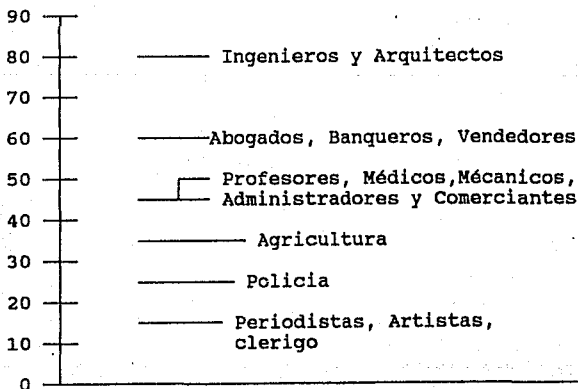 90
80 Ingenieros y Arquitectos
70
60 Abogados, Banqueros, Vendedores
50 Profesores, Médicos,Mécanicos,
Administradores y Comerciantes
40
Agricultura
30
Policia
20
Periodistas, Artistas,
10 clerigo
0